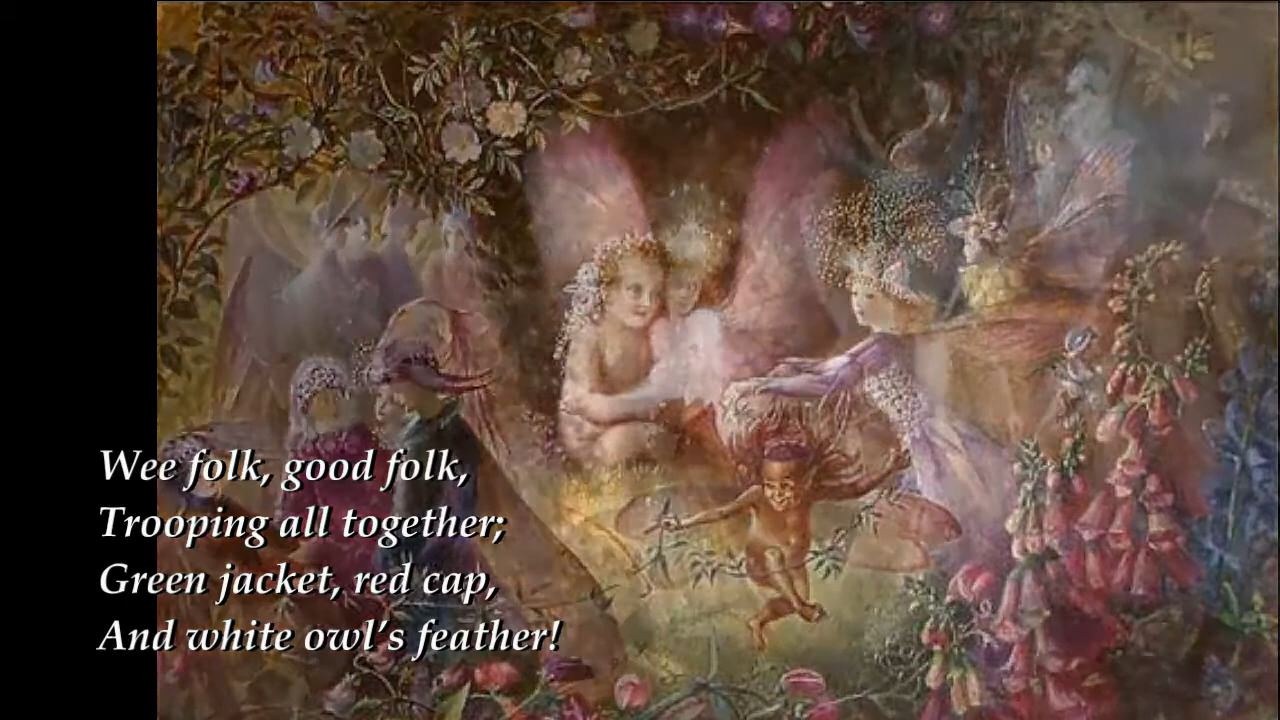 Wee folk, good folk,
Trooping all together;
Green jacket, red cap,
And white owl’s feather!